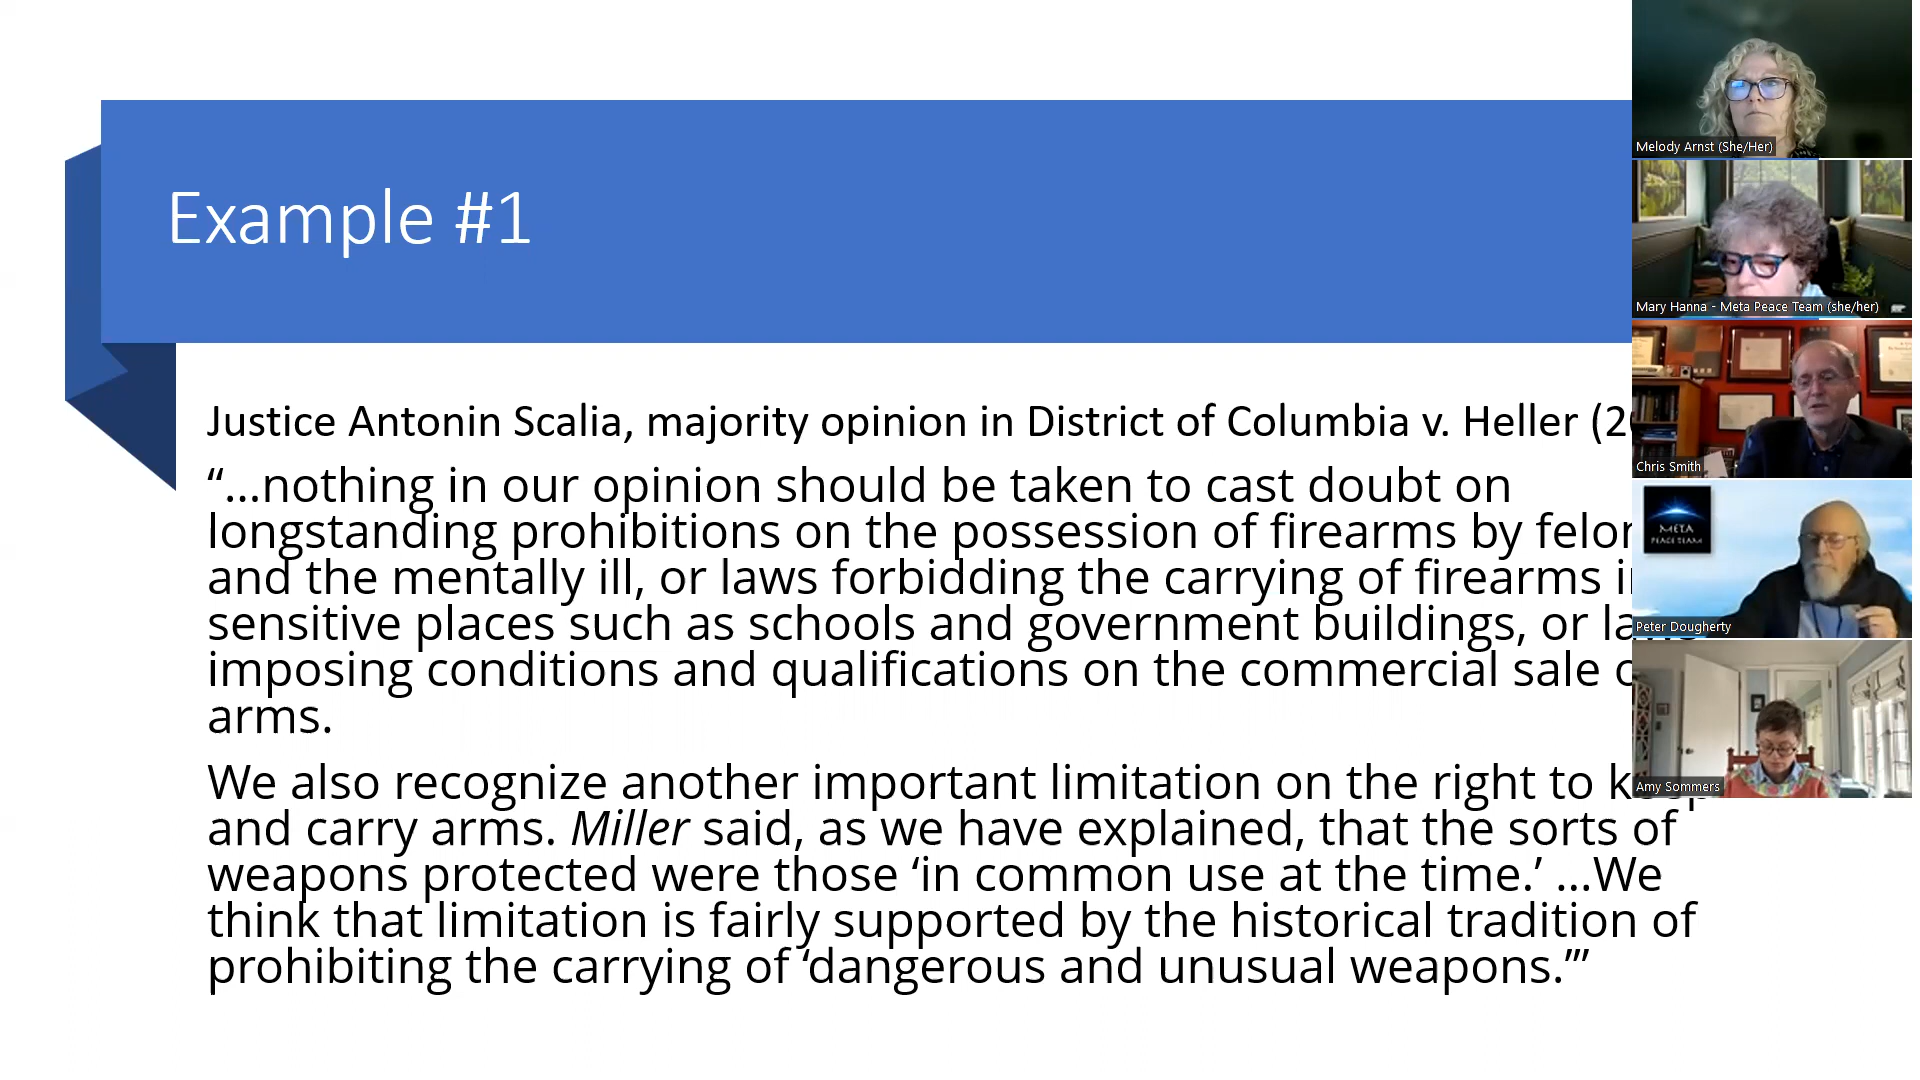 Example #1
Justice Antonin Scalia, majority opinion in District of Columbia v. Heller (2
“…nothing in our opinion should be taken to cast doubt on
longstanding prohibitions on the possession of firearms by felon
and the mentally ill, or laws forbidding the carrying of firearms i
sensitive places such as schools and government buildings, or la
imposing conditions and qualifications on the commercial sale o
arms.
We also recognize another important limitation on the right to keep
and carry arms. Miller said, as we have explained, that the sorts of
weapons protected were those ‘in common use at the time.’ …We
think that limitation is fairly supported by the historical tradition of
prohibiting the carrying of ‘dangerous and unusual weapons.’”
Melody Arnst (She/Her)
Mary Hanna - Meta Peace Team (she/her)
Chris Smith
META
PEACE TEAM
Peter Dougherty
Amy Sommers